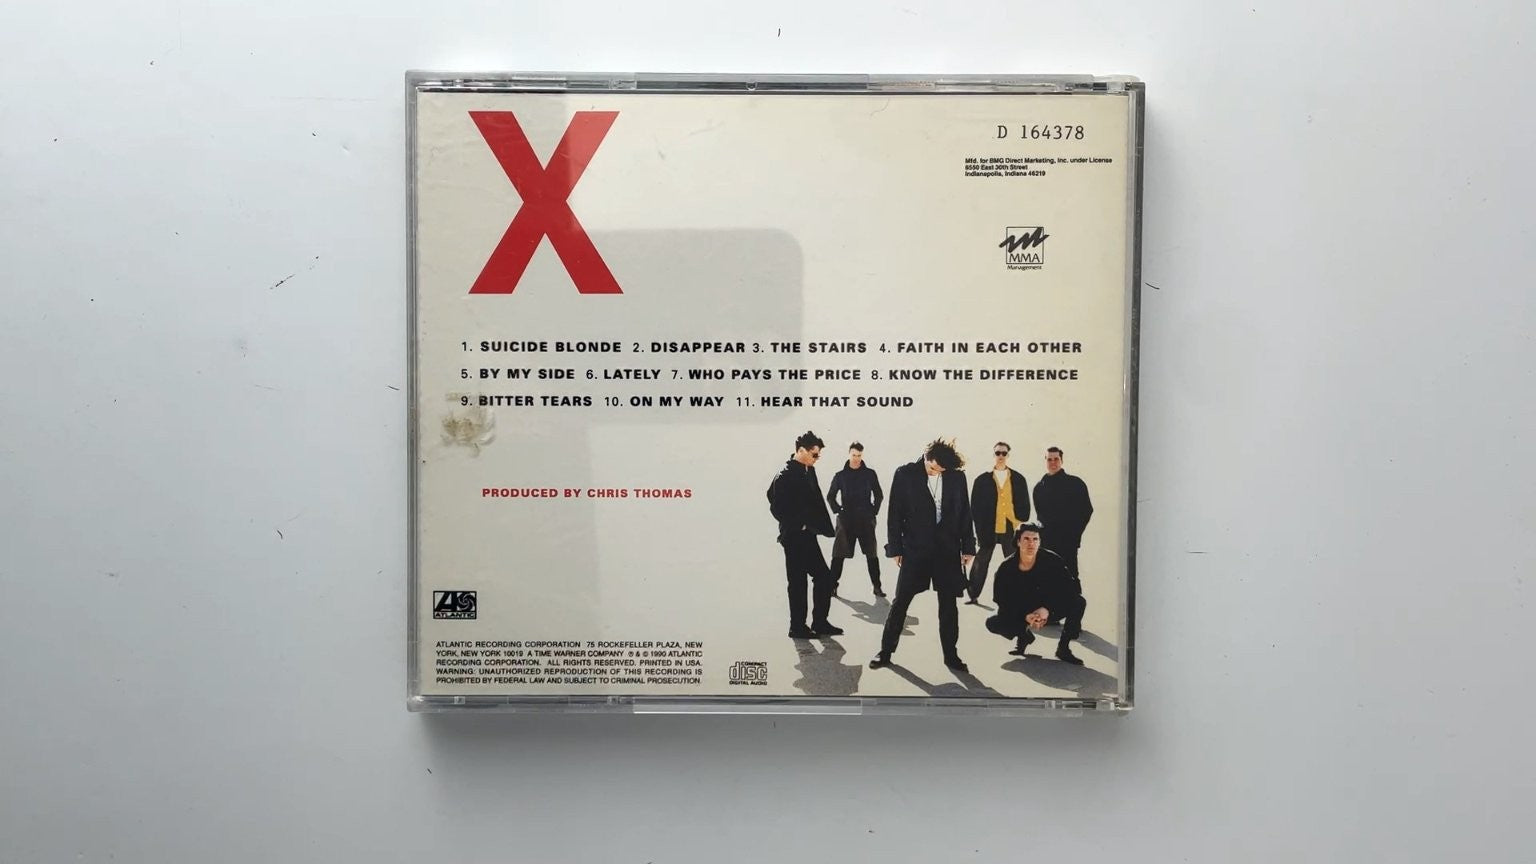 X
D 164378
Mfd. for BMG Direct Marketing, Inc. under License
6550 East 30th Street
Indianapolis, Indiana 46219
MMA
Management
1. SUICIDE BLONDE 2. DISAPPEAR 3. THE STAIRS 4. FAITH IN EACH OTHER
5. BY MY SIDE 6. LATELY 7. WHO PAYS THE PRICE 8. KNOW THE DIFFERENCE
9. BITTER TEARS 10. ON MY WAY 11. HEAR THAT SOUND
PRODUCED BY CHRIS THOMAS
A
ATLANTIC
ATLANTIC RECORDING CORPORATION 75 ROCKEFELLER PLAZA, NEW
YORK, NEW YORK 10019 A TIME WARNER COMPANY ℗ & © 1990 ATLANTIC
RECORDING CORPORATION. ALL RIGHTS RESERVED. PRINTED IN USA.
WARNING: UNAUTHORIZED REPRODUCTION OF THIS RECORDING IS
PROHIBITED BY FEDERAL LAW AND SUBJECT TO CRIMINAL PROSECUTION.
COMPACT
disc
DIGITAL AUDIO